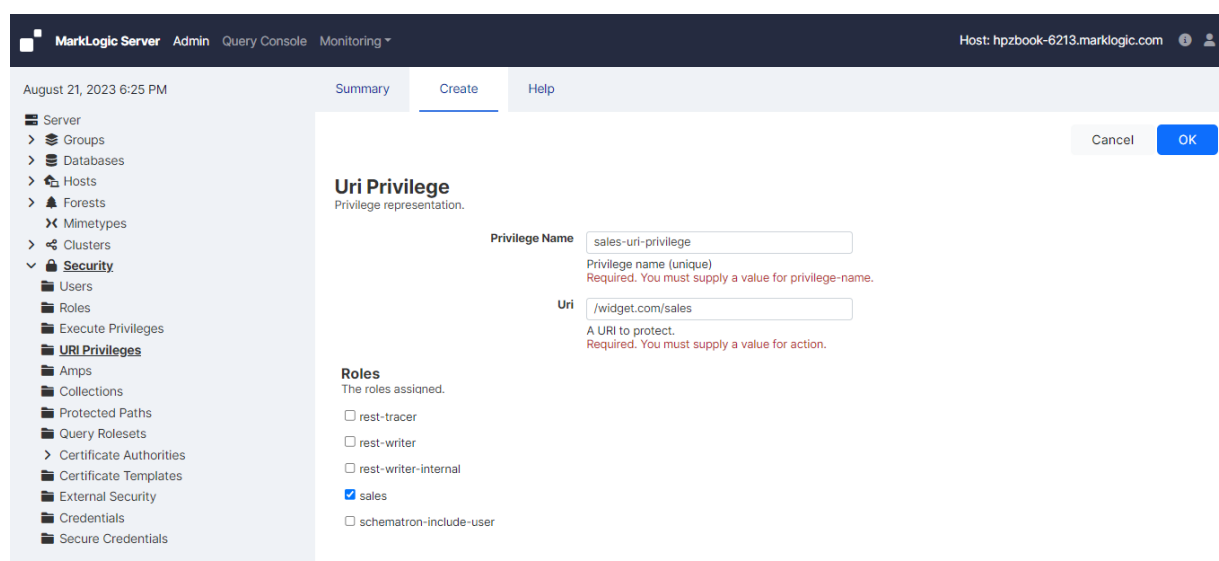 MarkLogic Server Admin Query Console Monitoring Host: hpzbook-6213.marklogic.com
August 21, 2023 6:25 PM
Summary Create Help
Server
Groups
Databases
Hosts
Forests
Mimetypes
Clusters
Security
Users
Roles
Execute Privileges
URI Privileges
Amps
Collections
Protected Paths
Query Rolesets
Certificate Authorities
Certificate Templates
External Security
Credentials
Secure Credentials
Cancel OK
Uri Privilege
Privilege representation.
Privilege Name sales-uri-privilege
Privilege name (unique)
Required. You must supply a value for privilege-name.
Uri /widget.com/sales
A URI to protect.
Required. You must supply a value for action.
Roles
The roles assigned.
rest-tracer
rest-writer
rest-writer-internal
sales
schematron-include-user